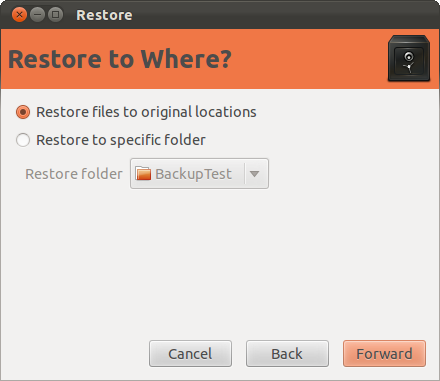 Restore
Restore to Where?
Restore files to original locations
Restore to specific folder
Restore folder BackupTest
Cancel Back Forward